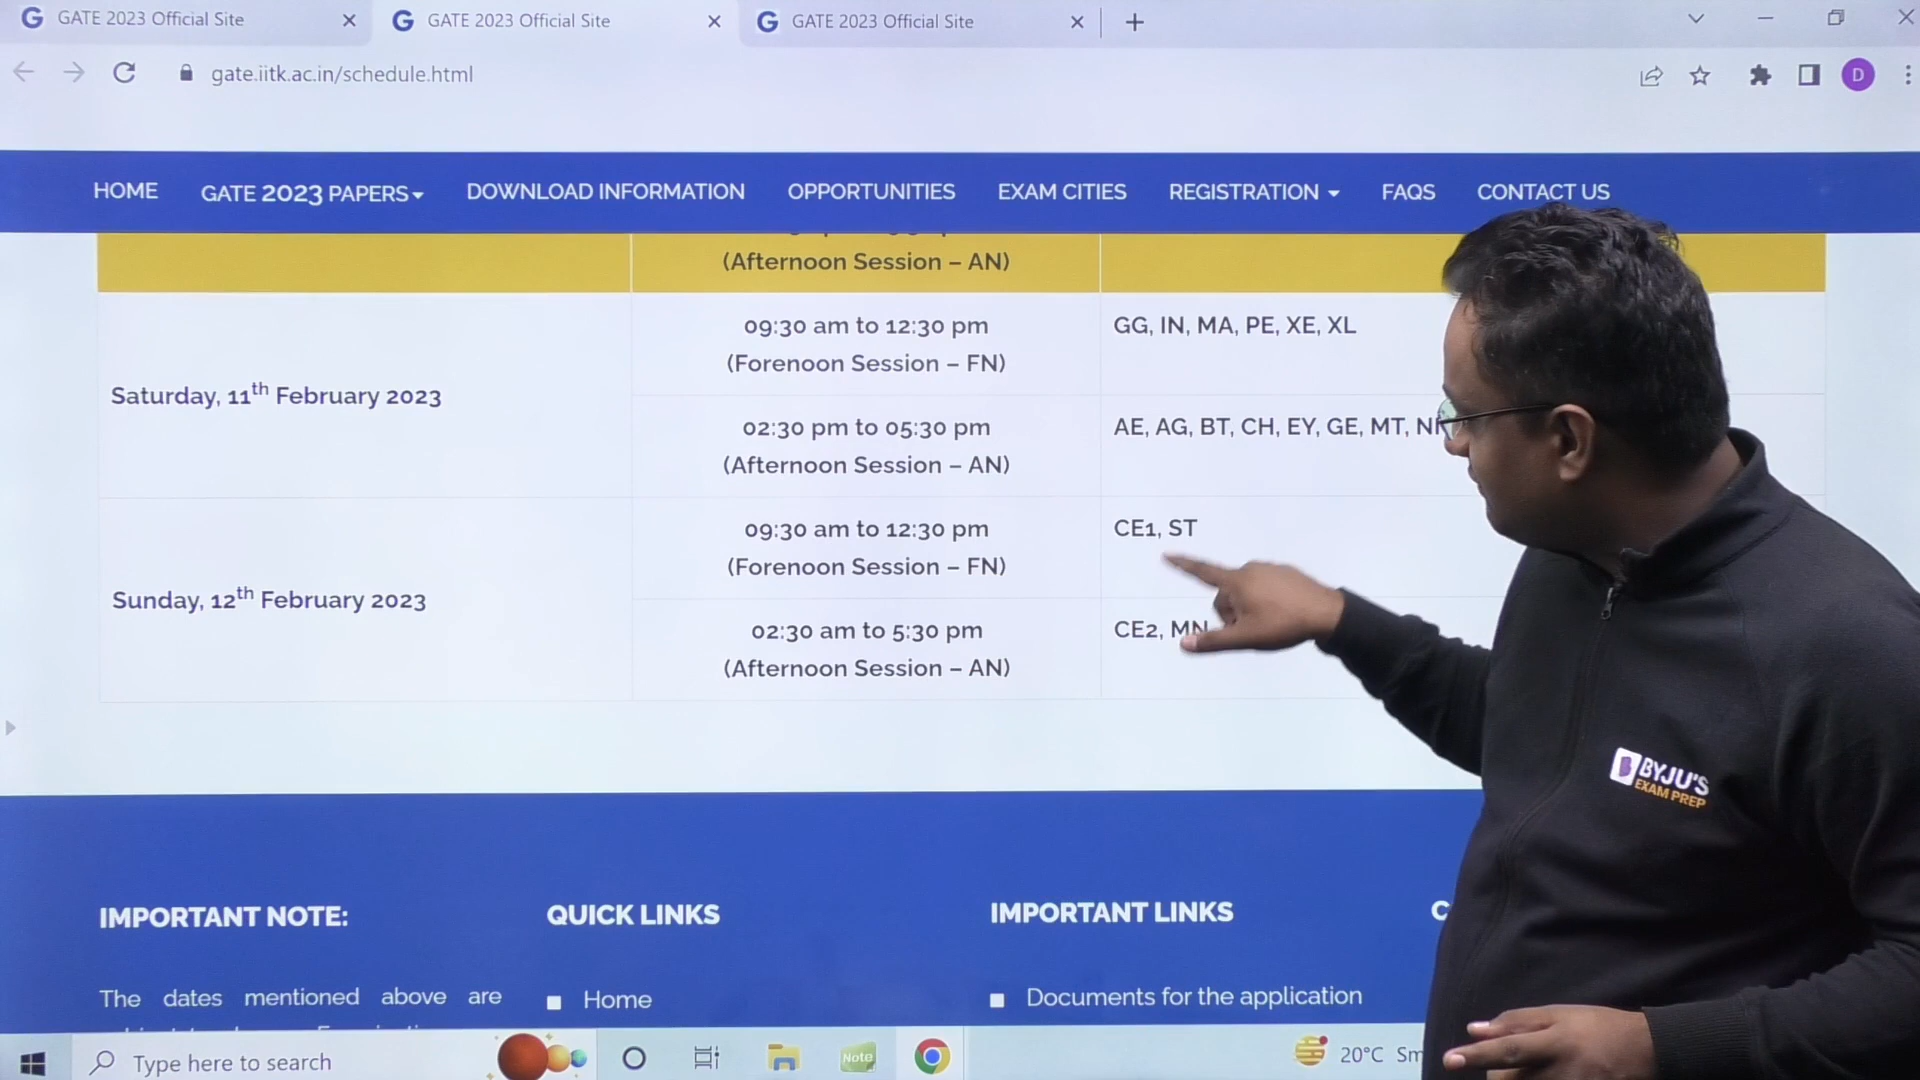 GATE 2023 Official Site
GATE 2023 Official Site
GATE 2023 Official Site
gate.iitk.ac.in/schedule.html
D
HOME GATE 2023 PAPERS DOWNLOAD INFORMATION OPPORTUNITIES EXAM CITIES REGISTRATION FAQS CONTACT US
(Afternoon Session – AN)
Saturday, 11th February 2023
09:30 am to 12:30 pm
(Forenoon Session – FN)
GG, IN, MA, PE, XE, XL
02:30 pm to 05:30 pm
(Afternoon Session – AN)
AE, AG, BT, CH, EY, GE, MT,
Sunday, 12th February 2023
09:30 am to 12:30 pm
(Forenoon Session – FN)
CE1, ST
02:30 am to 5:30 pm
(Afternoon Session – AN)
CE2, MN
BYJU'S
EXAM PREP
IMPORTANT NOTE:
The dates mentioned above are
QUICK LINKS
Home
IMPORTANT LINKS
Documents for the application
Type here to search
Note
20°C